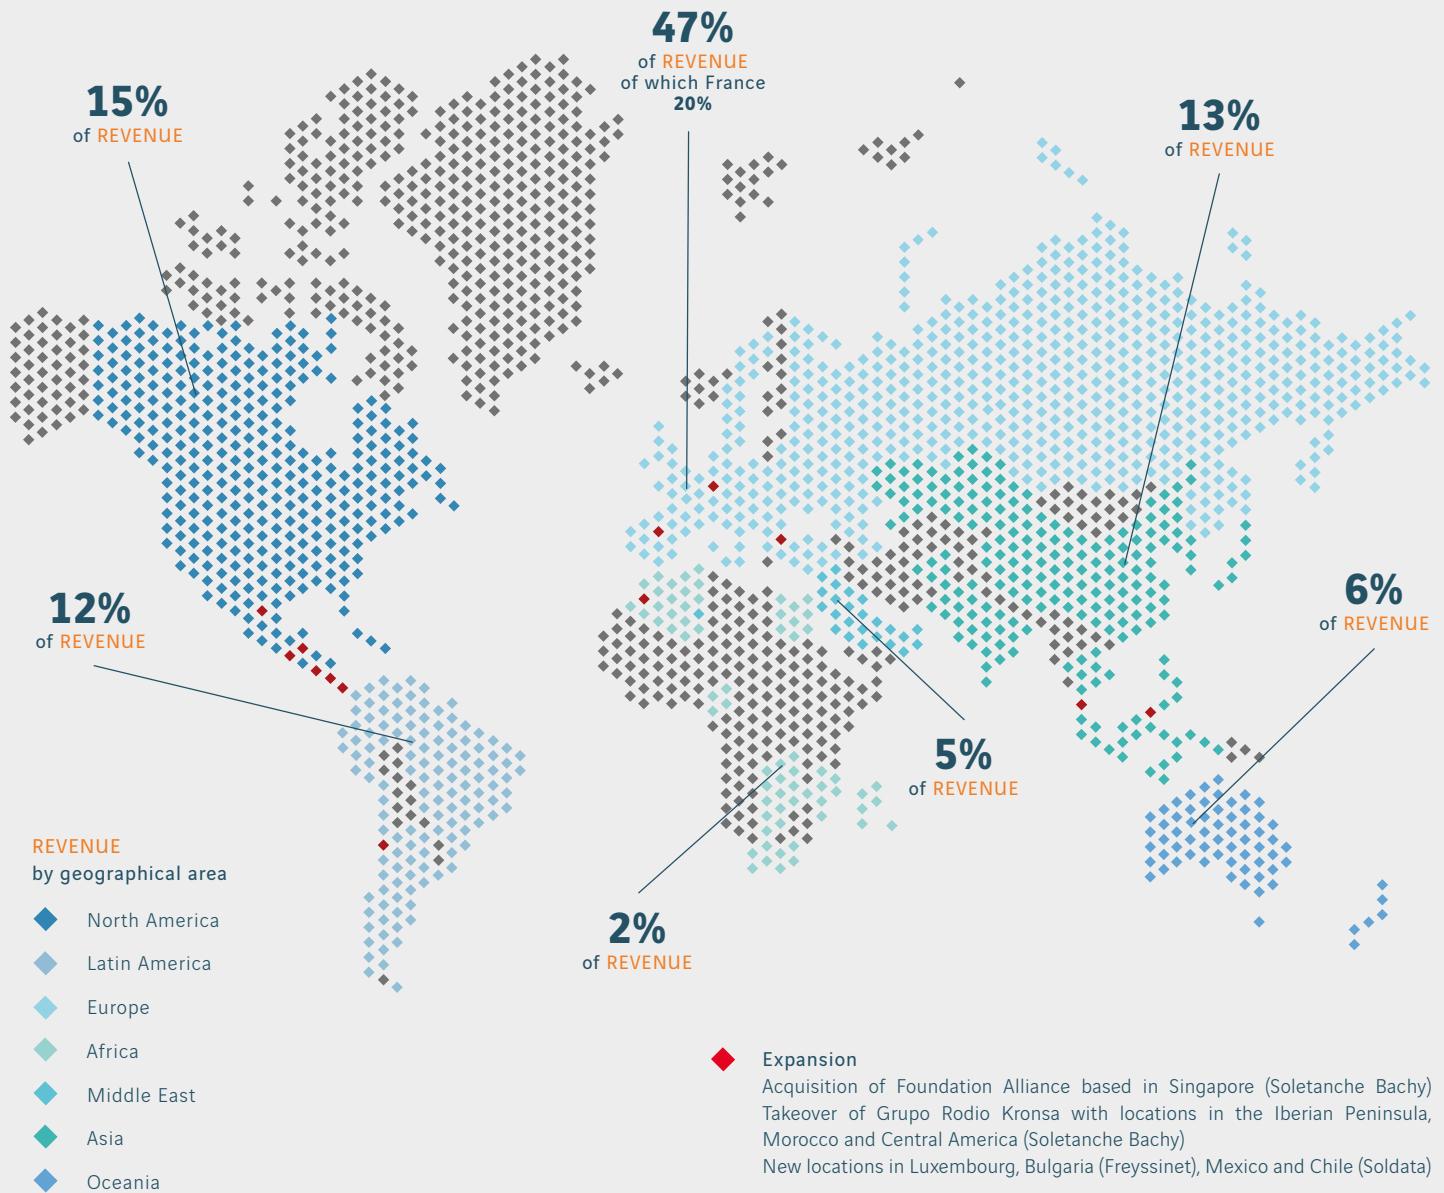 47%
of REVENUE
of which France
20%
15%
of REVENUE
13%
of REVENUE
12%
of REVENUE
6%
of REVENUE
5%
of REVENUE
2%
of REVENUE
REVENUE
by geographical area
North America
Latin America
Europe
Africa
Middle East
Asia
Oceania
Expansion
Acquisition of Foundation Alliance based in Singapore (Soletanche Bachy)
Takeover of Grupo Rodio Kronsa with locations in the Iberian Peninsula,
Morocco and Central America (Soletanche Bachy)
New locations in Luxembourg, Bulgaria (Freyssinet), Mexico and Chile (Soldata)